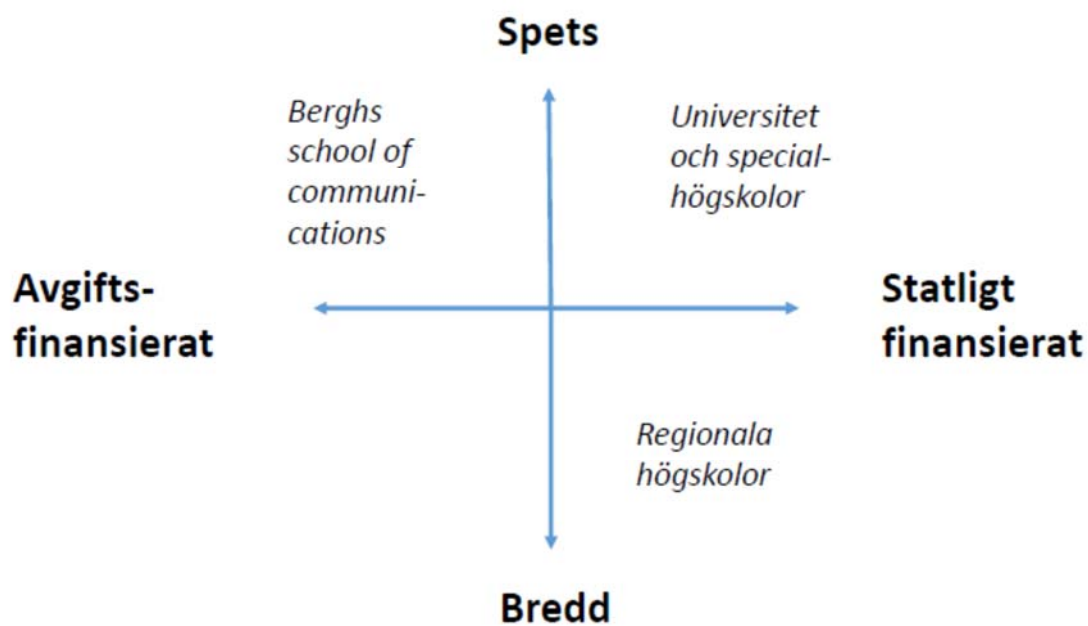 Spets
Berghs
school of
communi-
cations
Universitet
och special-
högskolor
Avgifts-
finansierat
Statligt
finansierat
Regionala
högskolor
Bredd